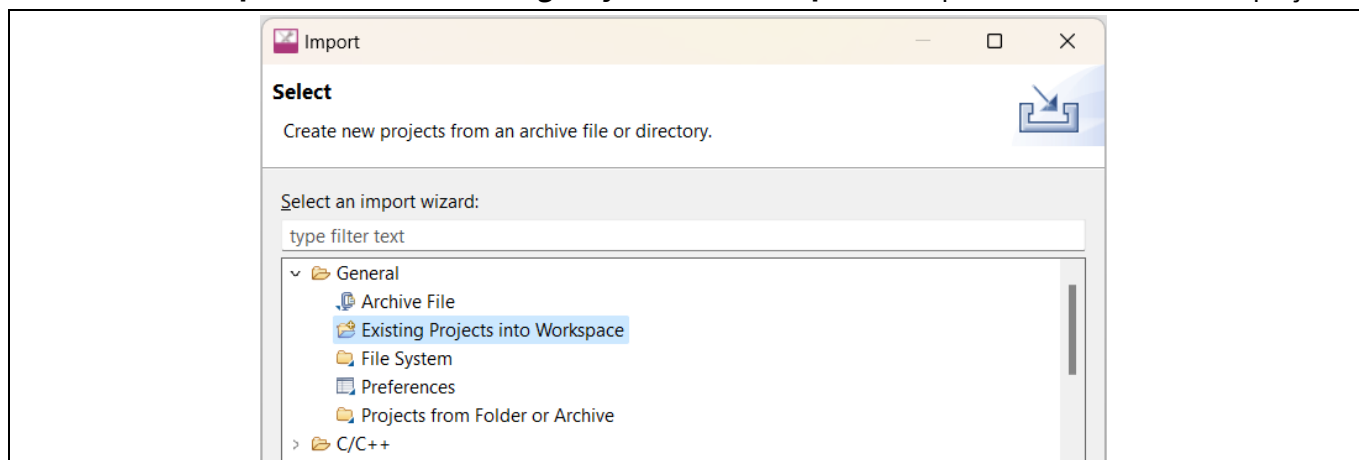 Import
Select
Create new projects from an archive file or directory.
Select an import wizard:
type filter text
General
Archive File
Existing Projects into Workspace
File System
Preferences
Projects from Folder or Archive
C/C++